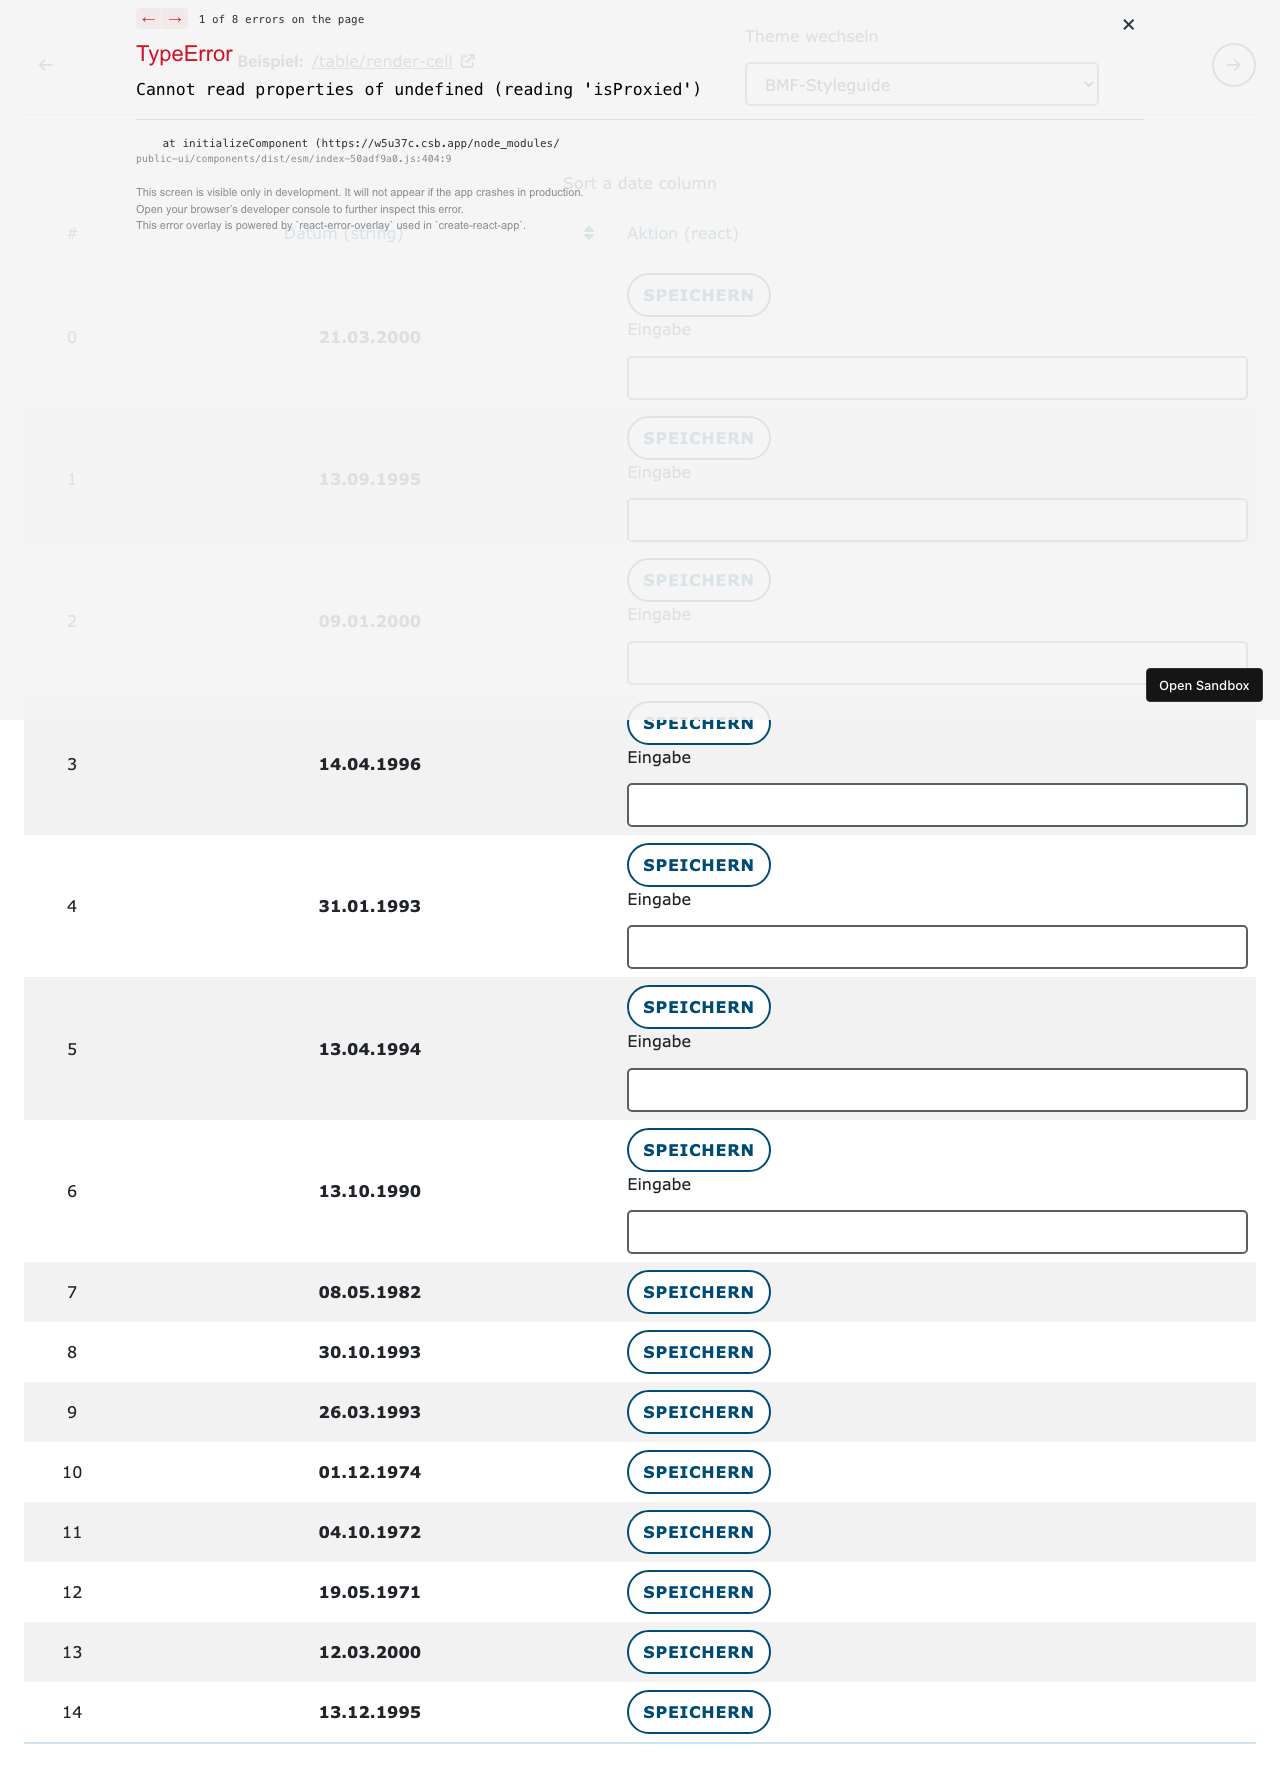 ← → 1 of 8 errors on the page
×
TypeError
Cannot read properties of undefined (reading 'isProxied')
at initializeComponent (https://w5u37c.csb.app/node_modules/
public-ui/components/dist/esm/index-50adf9a0.js:404:9
This screen is visible only in development. It will not appear if the app crashes in production.
Open your browser’s developer console to further inspect this error.
This error overlay is powered by `react-error-overlay` used in `create-react-app`.
Beispiel: /table/render-cell
Theme wechseln
BMF-Styleguide
Sort a date column
# Datum (string) Aktion (react)
SPEICHERN
0 21.03.2000 Eingabe
SPEICHERN
1 13.09.1995 Eingabe
SPEICHERN
2 09.01.2000 Eingabe
Open Sandbox
SPEICHERN
3 14.04.1996 Eingabe
SPEICHERN
4 31.01.1993 Eingabe
SPEICHERN
5 13.04.1994 Eingabe
SPEICHERN
6 13.10.1990 Eingabe
7 08.05.1982 SPEICHERN
8 30.10.1993 SPEICHERN
9 26.03.1993 SPEICHERN
10 01.12.1974 SPEICHERN
11 04.10.1972 SPEICHERN
12 19.05.1971 SPEICHERN
13 12.03.2000 SPEICHERN
14 13.12.1995 SPEICHERN